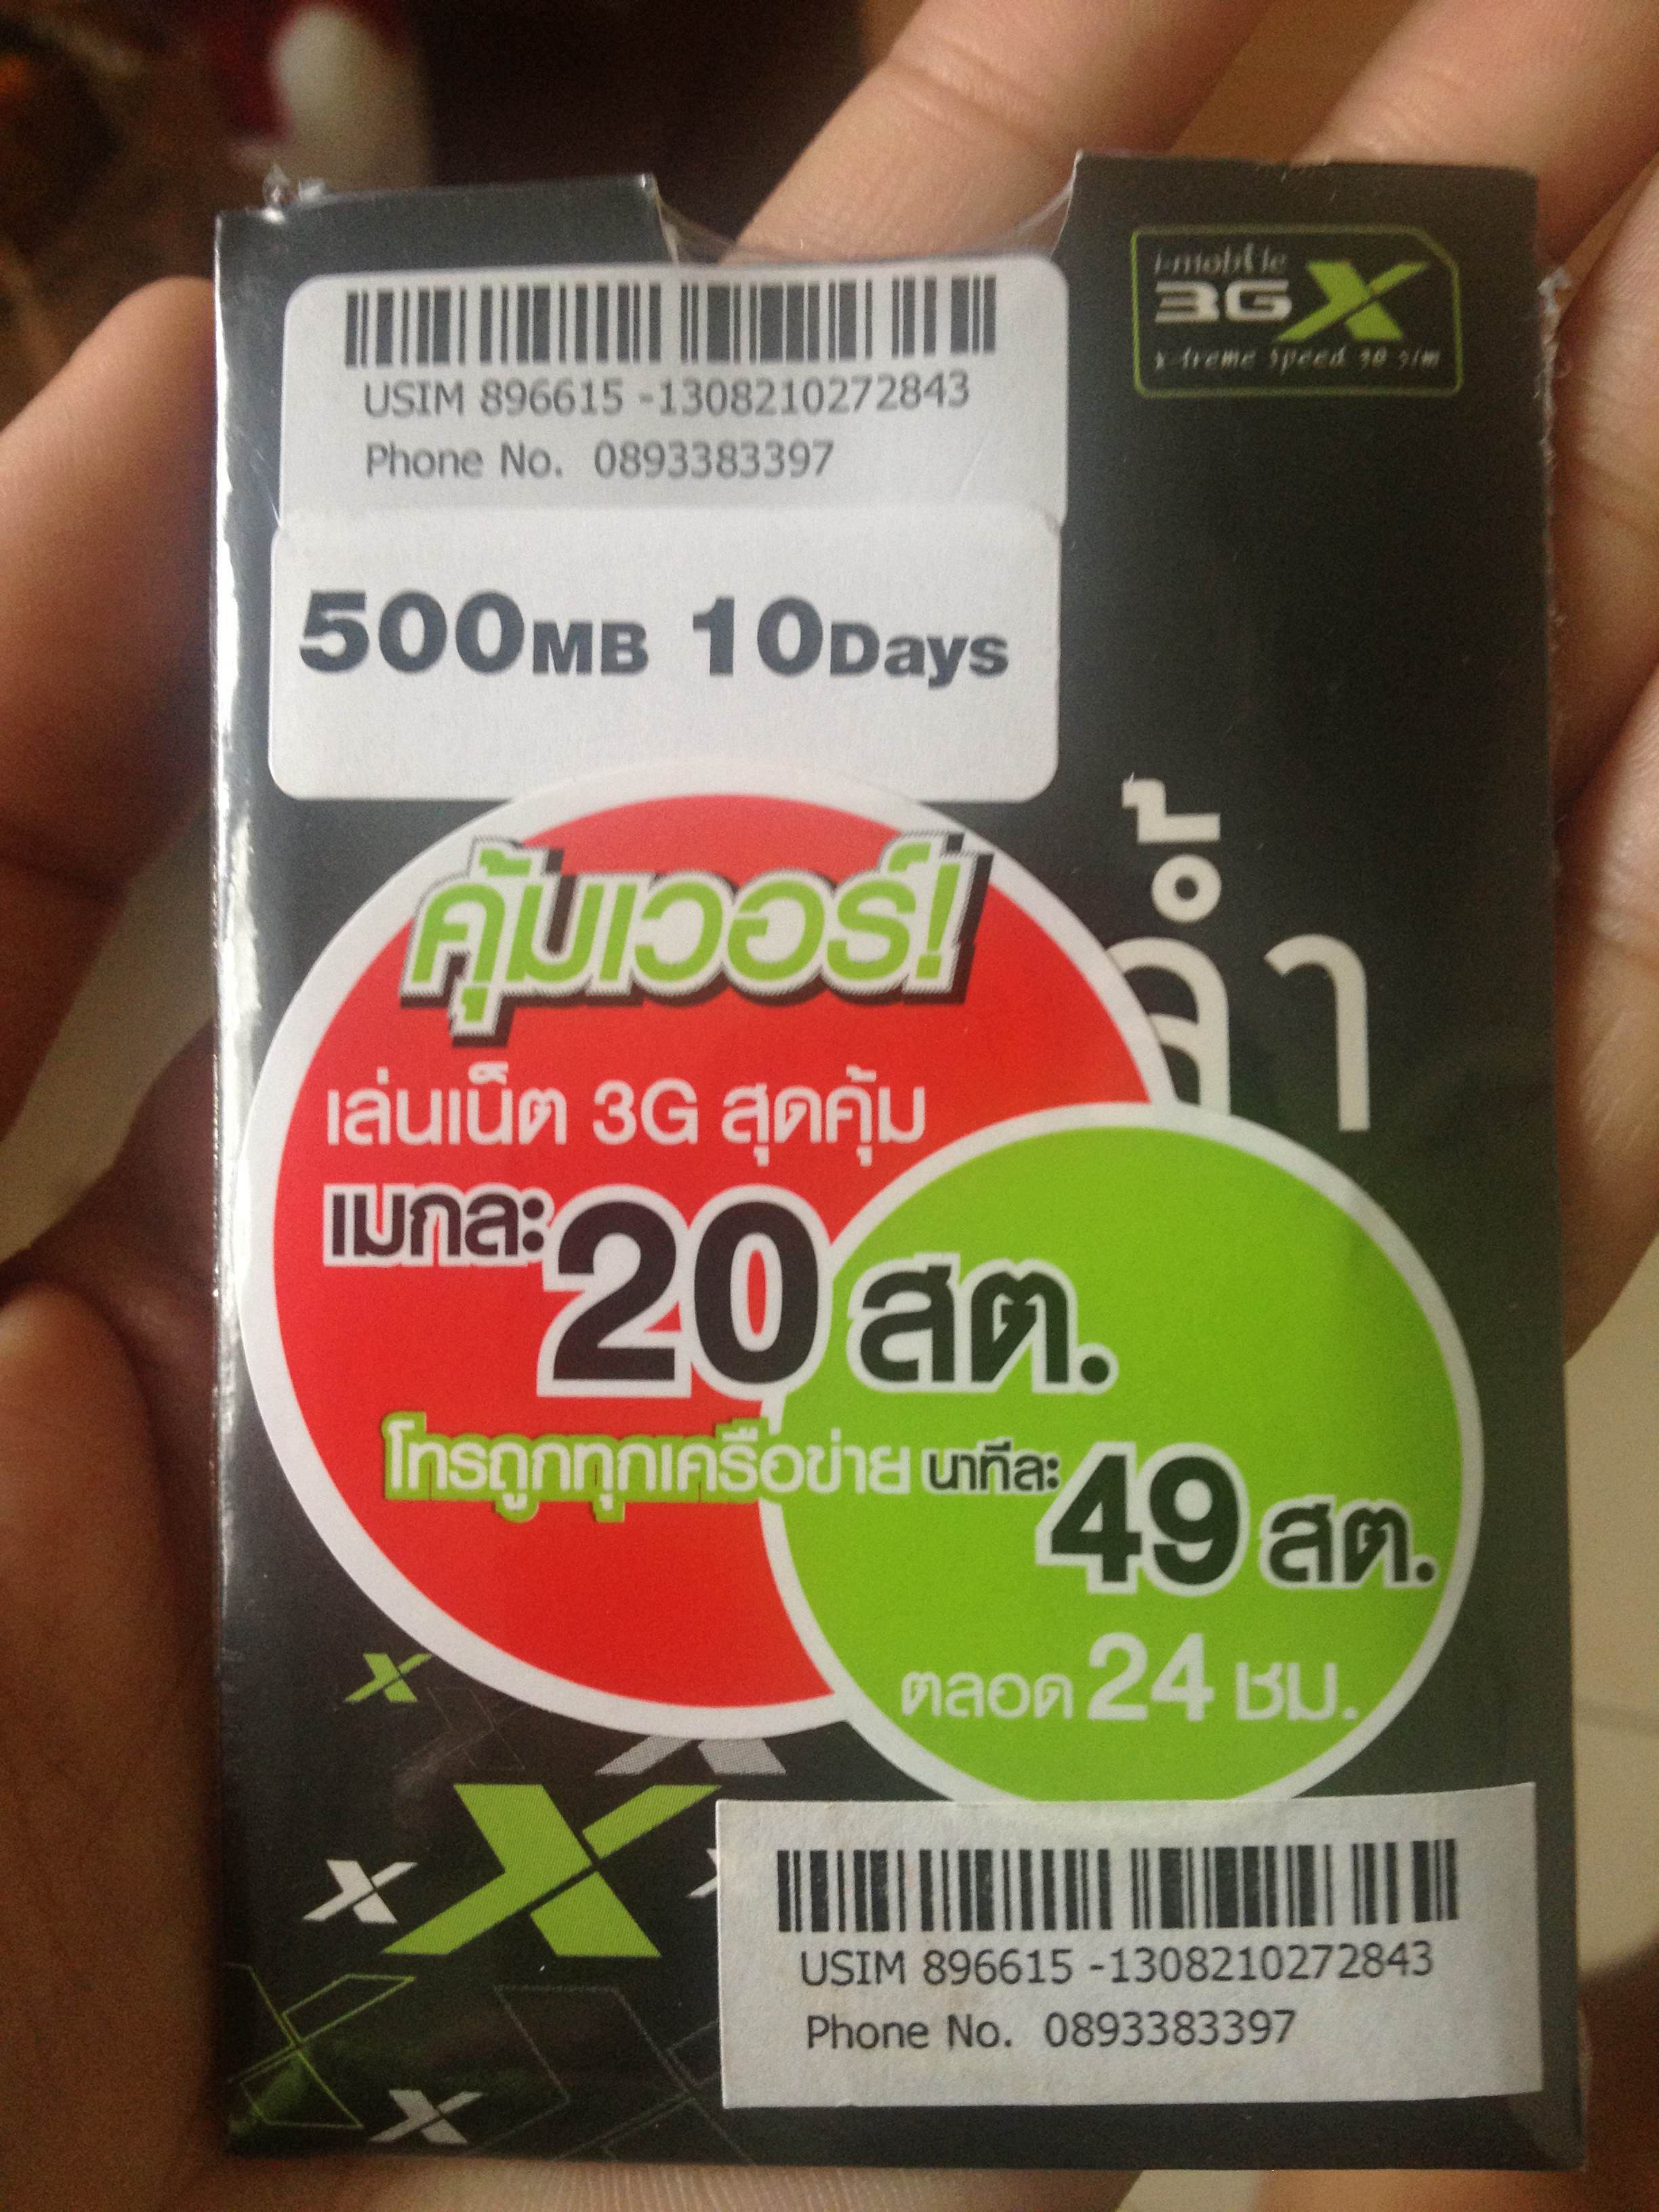 i-mobile
3GX
x-treme speed 3G sim
USIM 896615 -1308210272843
Phone No. 0893383397
500MB 10Days
ล้ำ
คุ้มเวอร์!
เล่นเน็ต 3G สุดคุ้ม
เมกละ 20 สต.
โทรถูกทุกเครือข่าย นาทีละ 49 สต.
ตลอด 24 ชม.
USIM 896615 -1308210272843
Phone No. 0893383397